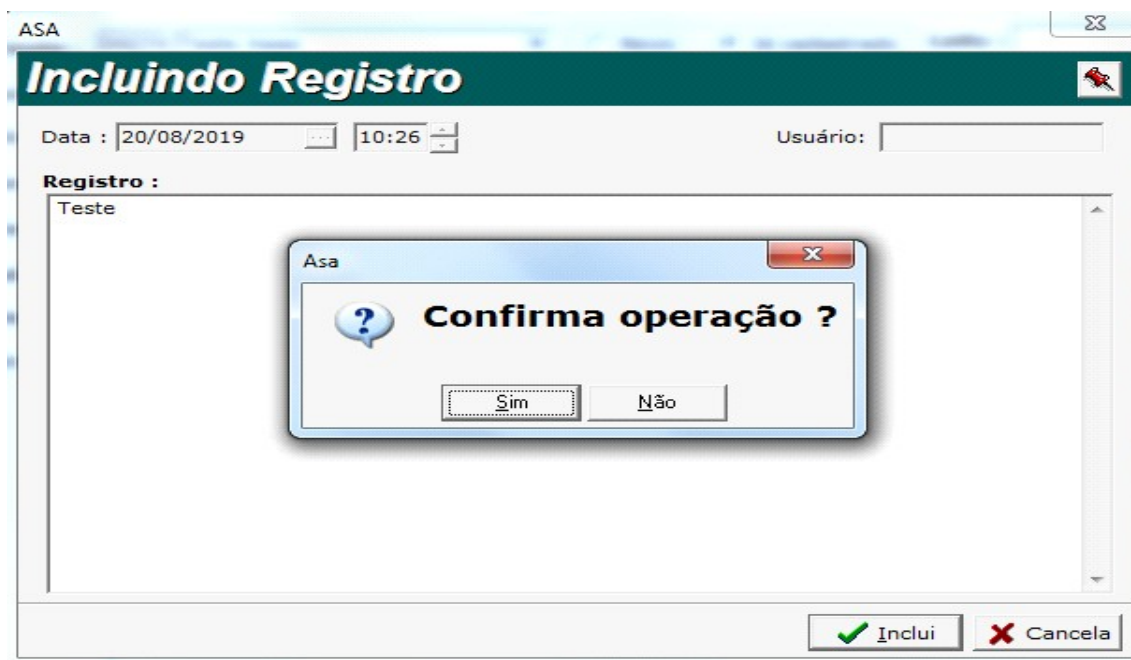 ASA
Incluindo Registro
Data : 20/08/2019 ... 10:26 Usuário:
Registro :
Teste
Asa
Confirma operação ?
Sim Não
Inclui Cancela